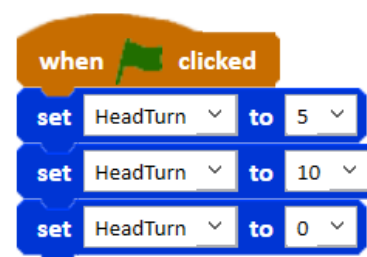 when clicked
set HeadTurn to 5
set HeadTurn to 10
set HeadTurn to 0